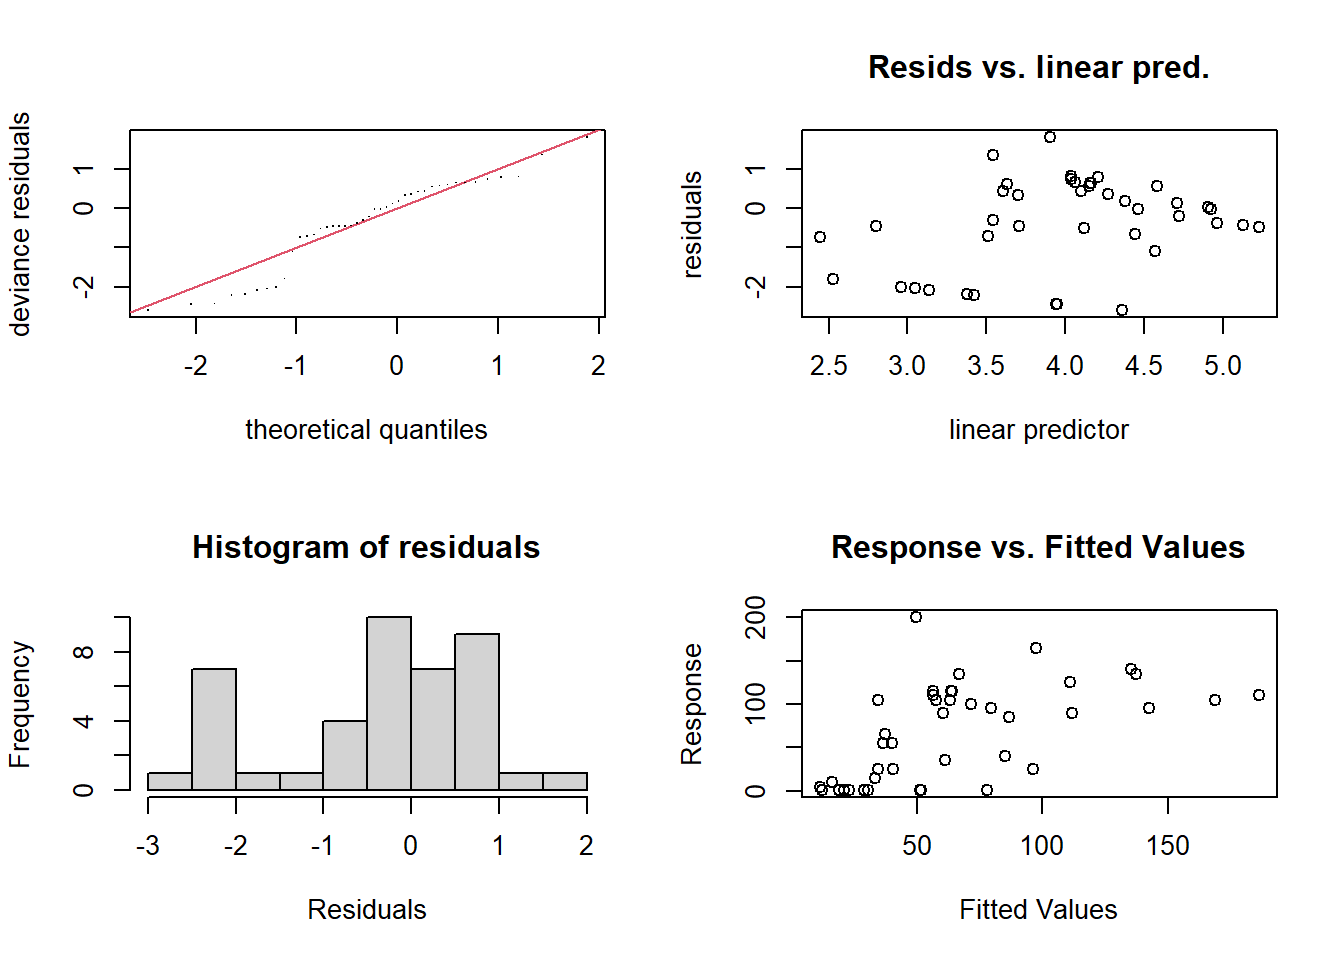 deviance residuals
1
0
-2
-2
-1
0
1
2
theoretical quantiles
Resids vs. linear pred.
residuals
1
0
-2
2.5
3.0
3.5
4.0
4.5
5.0
linear predictor
Histogram of residuals
Frequency
8
4
0
-3
-2
-1
0
1
2
Residuals
Response vs. Fitted Values
Response
200
100
0
50
100
150
Fitted Values